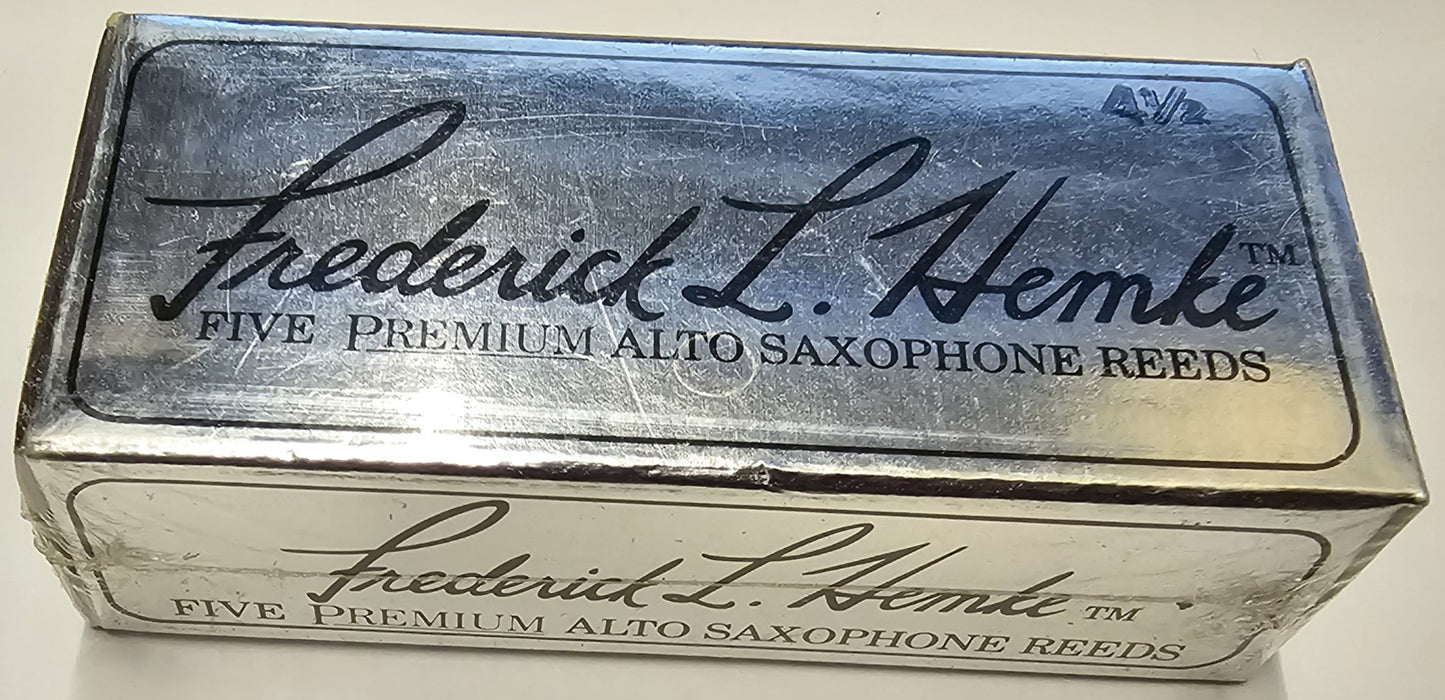 4½
Frederick L. Hemke™
FIVE PREMIUM ALTO SAXOPHONE REEDS
Frederick L. Hemke™
FIVE PREMIUM ALTO SAXOPHONE REEDS